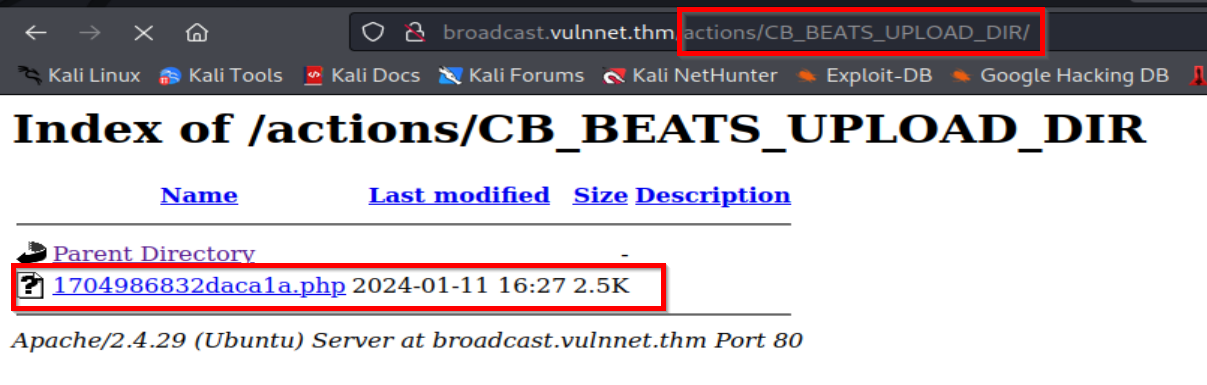 broadcast.vulnnet.thm/actions/CB_BEATS_UPLOAD_DIR/
Kali Linux Kali Tools Kali Docs Kali Forums Kali NetHunter Exploit-DB Google Hacking DB
Index of /actions/CB_BEATS_UPLOAD_DIR
Name Last modified Size Description
Parent Directory -
1704986832daca1a.php 2024-01-11 16:27 2.5K
Apache/2.4.29 (Ubuntu) Server at broadcast.vulnnet.thm Port 80